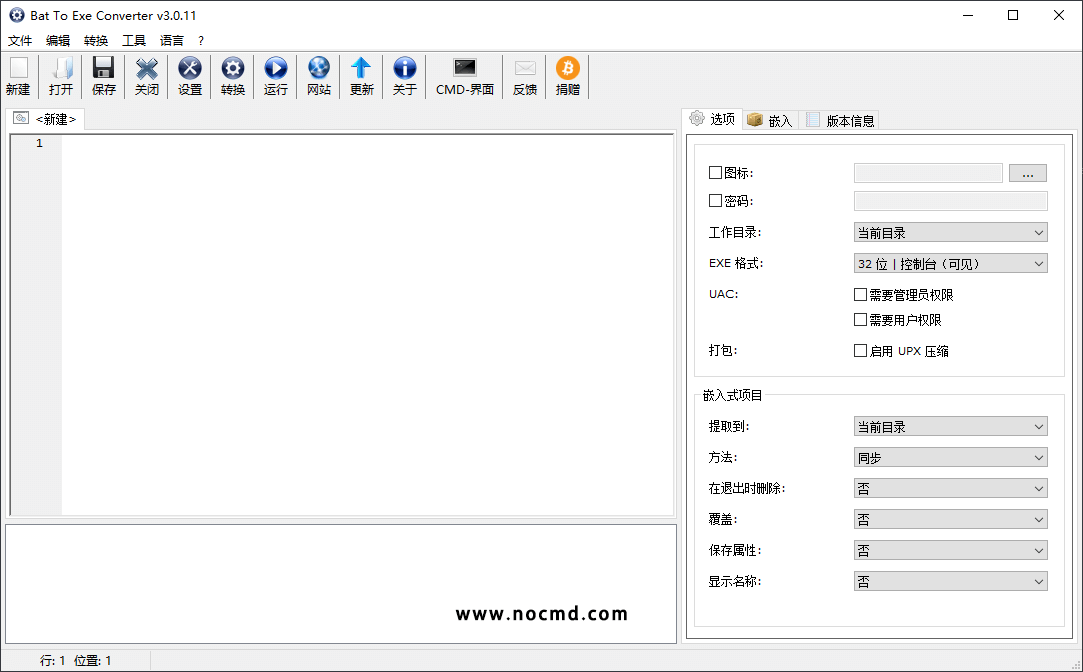 Bat To Exe Converter v3.0.11
文件 编辑 转换 工具 语言 ?
新建 打开 保存 关闭 设置 转换 运行 网站 更新 关于 CMD-界面 反馈 捐赠
<新建>
选项 嵌入 版本信息
1
图标:
...
密码:
工作目录: 当前目录
EXE 格式: 32 位 | 控制台 (可见)
UAC: 需要管理员权限
需要用户权限
打包: 启用 UPX 压缩
嵌入式项目
提取到: 当前目录
方法: 同步
在退出时删除: 否
覆盖: 否
保存属性: 否
显示名称: 否
www.nocmd.com
行: 1 位置: 1